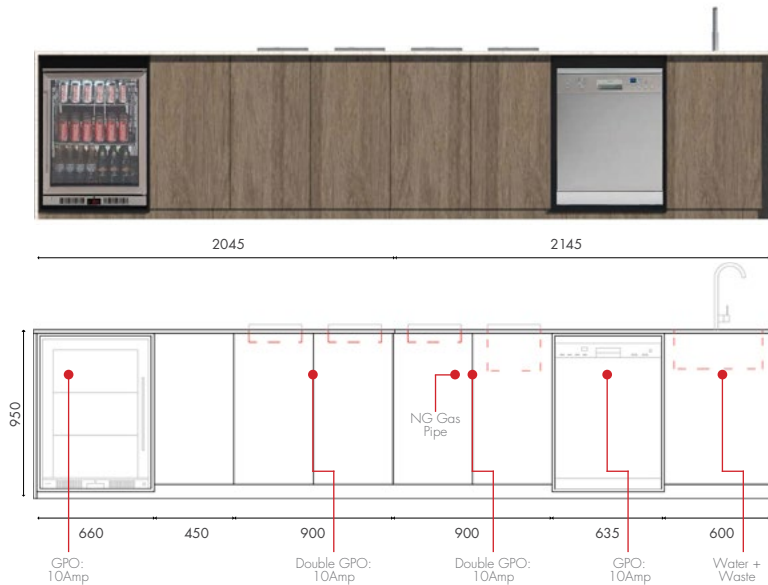 2045
2145
950
NG Gas
Pipe
660
450
900
900
635
600
GPO:
10Amp
Double GPO:
10Amp
Double GPO:
10Amp
GPO:
10Amp
Water +
Waste